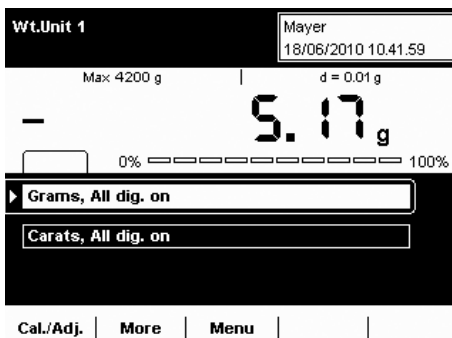 Wt.Unit 1
Mayer
18/06/2010 10.41.59
Max 4200 g d = 0.01 g
- 5.17 g
0% 100%
Grams, All dig. on
Carats, All dig. on
Cal./Adj. More Menu